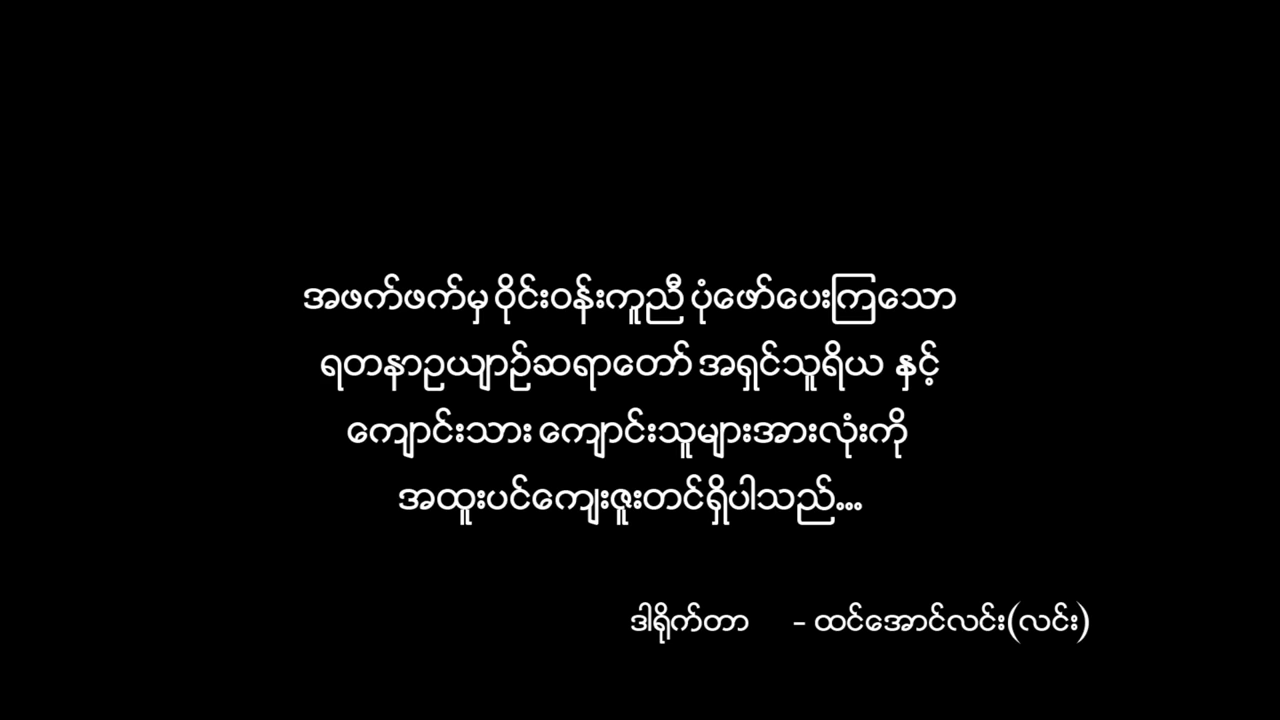 အဖက်ဖက်မှ ဝိုင်းဝန်းကူညီ ပုံဖော်ပေးကြသော
ရတနာဥယျာဉ်ဆရာတော် အရှင်သူရိယ နှင့်
ကျောင်းသား ကျောင်းသူများအားလုံးကို
အထူးပင်ကျေးဇူးတင်ရှိပါသည်...
ဒါရိုက်တာ - ထင်အောင်လင်း(လင်း)